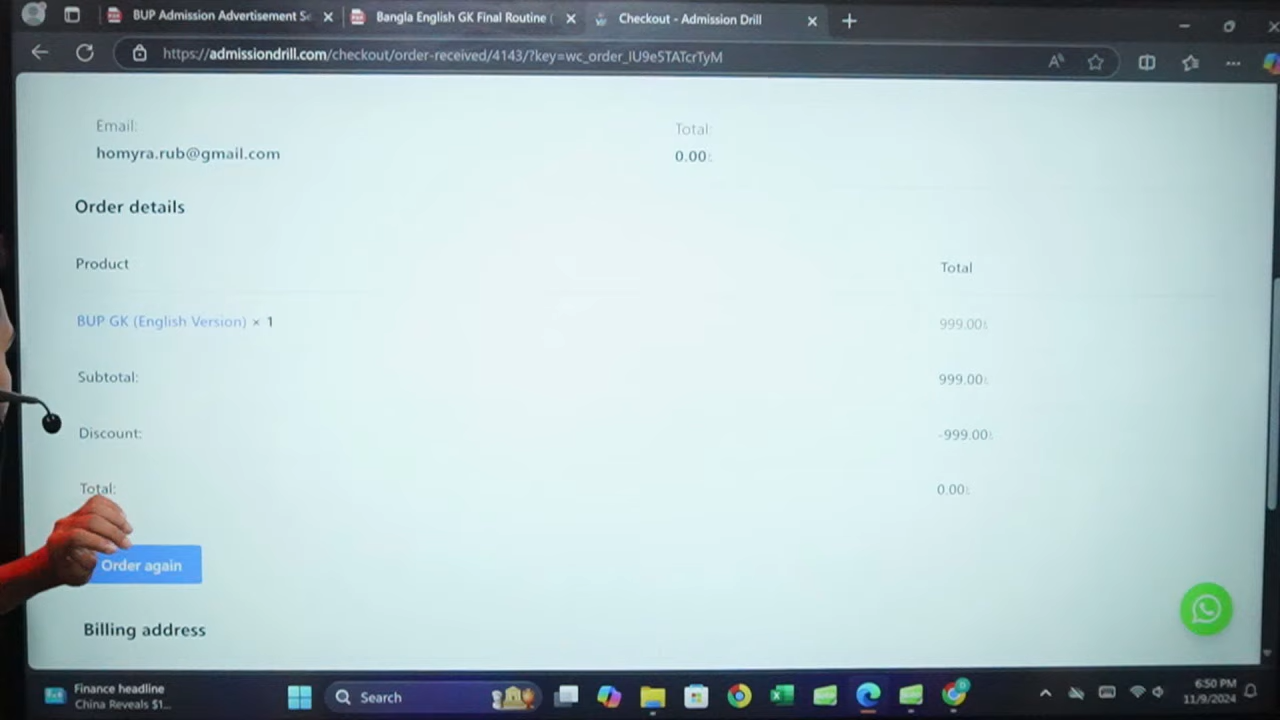 BUP Admission Advertisement Se
Bangla English GK Final Routine (
Checkout - Admission Drill
https://admissiondrill.com/checkout/order-received/4143/?key=wc_order_IU9e5TATcrTyM
Email:
Total:
homyra.rub@gmail.com
0.00৳
Order details
Product
Total
BUP GK (English Version) × 1
999.00৳
Subtotal:
999.00৳
Discount:
-999.00৳
Total:
0.00৳
Order again
Billing address
Finance headline
China Reveals $1...
Search
6:50 PM
11/9/2024